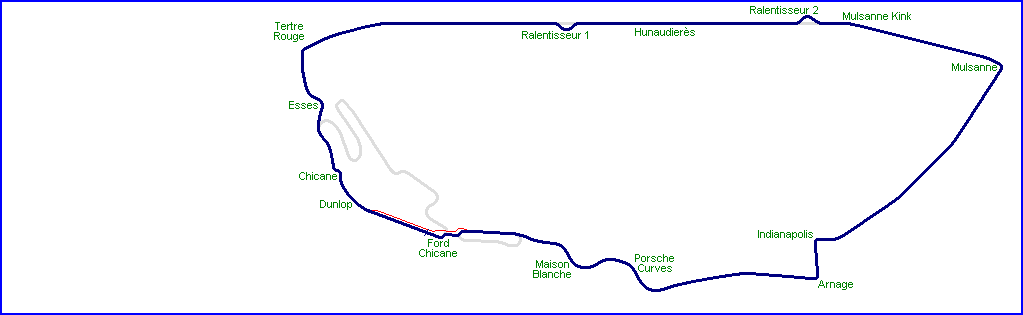 Ralentisseur 2
Mulsanne Kink
Tertre
Rouge
Ralentisseur 1
Hunaudierès
Mulsanne
Esses
Chicane
Dunlop
Indianapolis
Ford
Chicane
Maison
Blanche
Porsche
Curves
Arnage